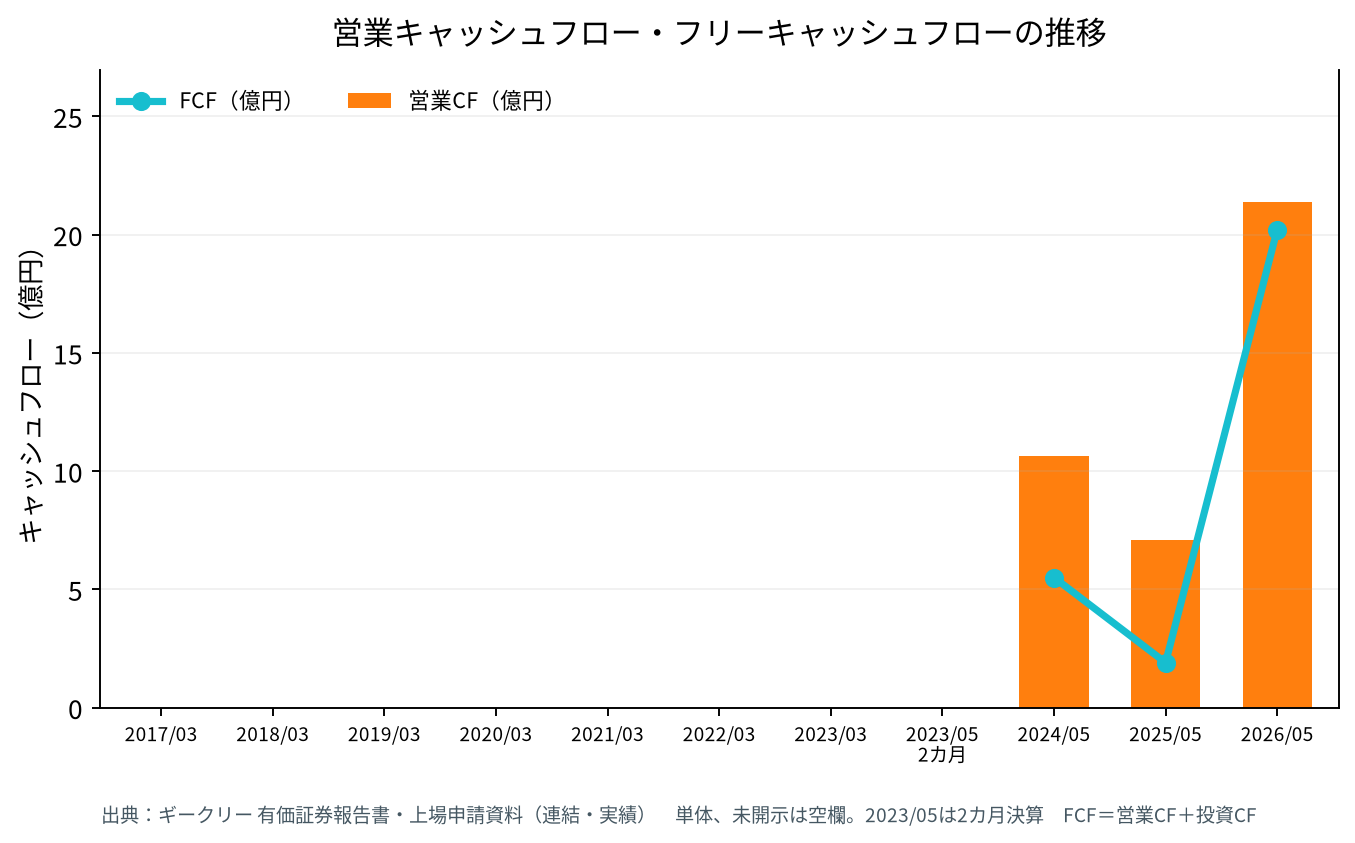 営業キャッシュフロー・フリーキャッシュフローの推移
FCF（億円） 営業CF（億円）
キャッシュフロー（億円）
25
20
15
10
5
0
2017/03 2018/03 2019/03 2020/03 2021/03 2022/03 2023/03 2023/05 2024/05 2025/05 2026/05
2カ月
出典：ギークリー 有価証券報告書・上場申請資料（連結・実績） 単体、未開示は空欄。2023/05は2カ月決算 FCF＝営業CF＋投資CF